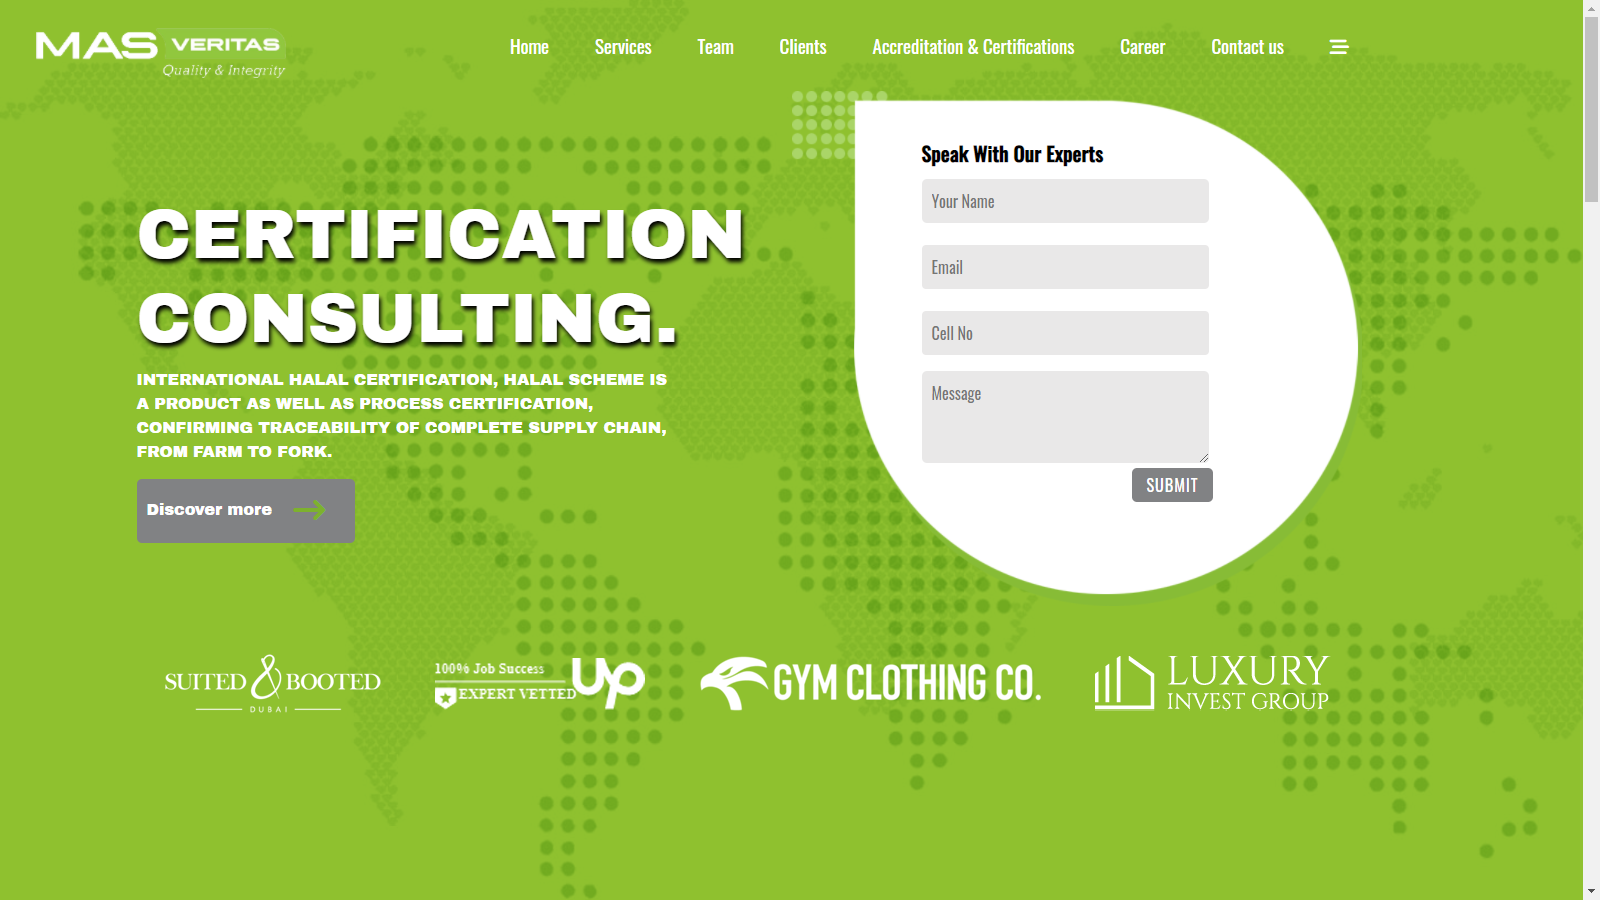 MAS VERITAS
Quality & Integrity
Home
Services
Team
Clients
Accreditation & Certifications
Career
Contact us
CERTIFICATION
CONSULTING.
INTERNATIONAL HALAL CERTIFICATION, HALAL SCHEME IS
A PRODUCT AS WELL AS PROCESS CERTIFICATION,
CONFIRMING TRACEABILITY OF COMPLETE SUPPLY CHAIN,
FROM FARM TO FORK.
Discover more
Speak With Our Experts
Your Name
Email
Cell No
Message
SUBMIT
SUITED & BOOTED
DUBAI
100% Job Success
EXPERT VETTED
Up
GYM CLOTHING CO.
LUXURY
INVEST GROUP